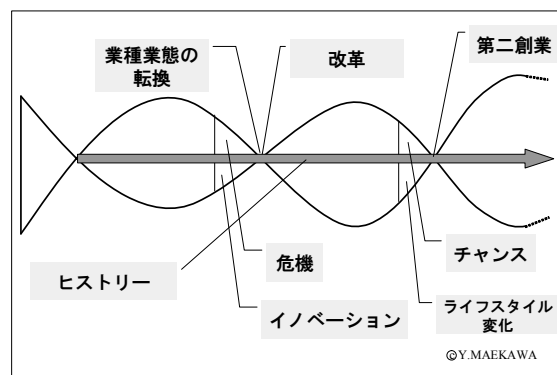 業種業態の
転換
改革
第二創業
危機
チャンス
ヒストリー
イノベーション
ライフスタイル
変化
©Y.MAEKAWA